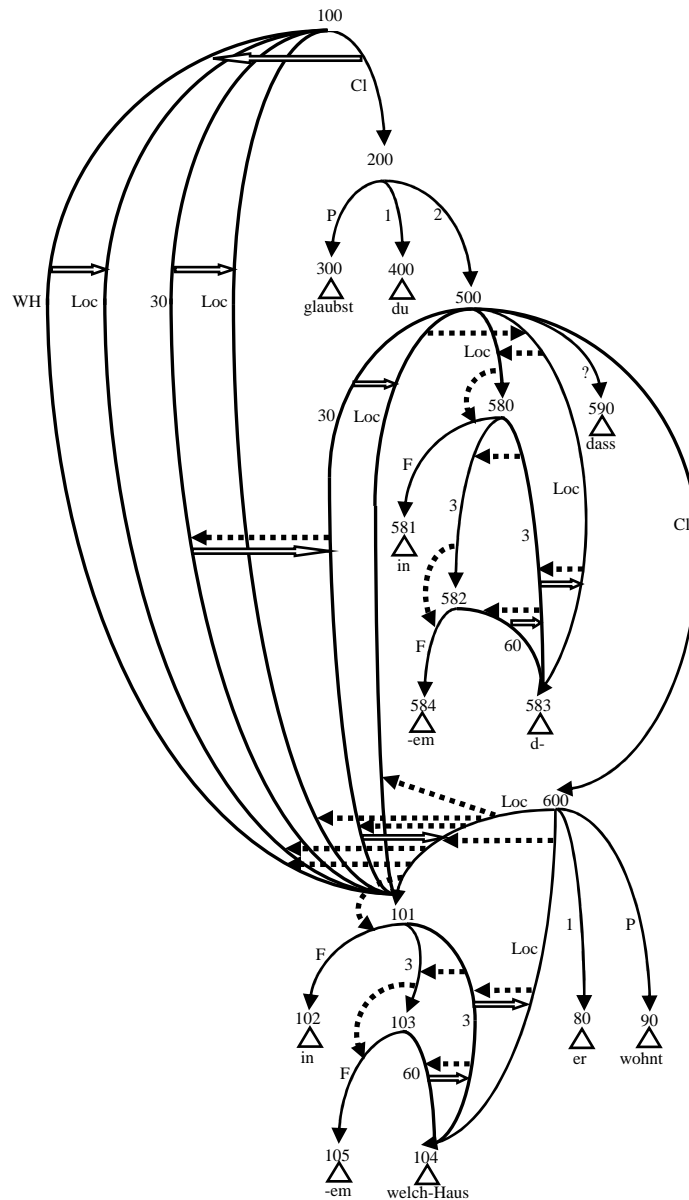 100
Cl
200
P 1 2
300 400 500
glaubst du
WH Loc 30 Loc
Loc
?
580 590
dass
30 Loc
F
Loc
3
581
in
3
Cl
582
F 60
584 583
-em d-
Loc 600
101
F 3 Loc 1 P
102 103 3 80 90
in er wohnt
F 60
105 104
-em welch-Haus